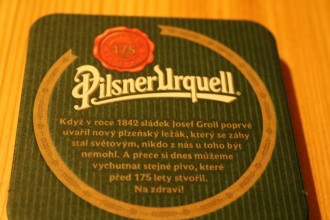 175
Pilsner Urquell
Když v roce 1842 sládek Josef Groll poprvé
uvařil nový plzeňský ležák, který se záhy
stal světovým, nikdo z nás u toho být
nemohl. A přece si dnes můžeme
vychutnat stejné pivo, které
před 175 lety stvořil.
Na zdraví!